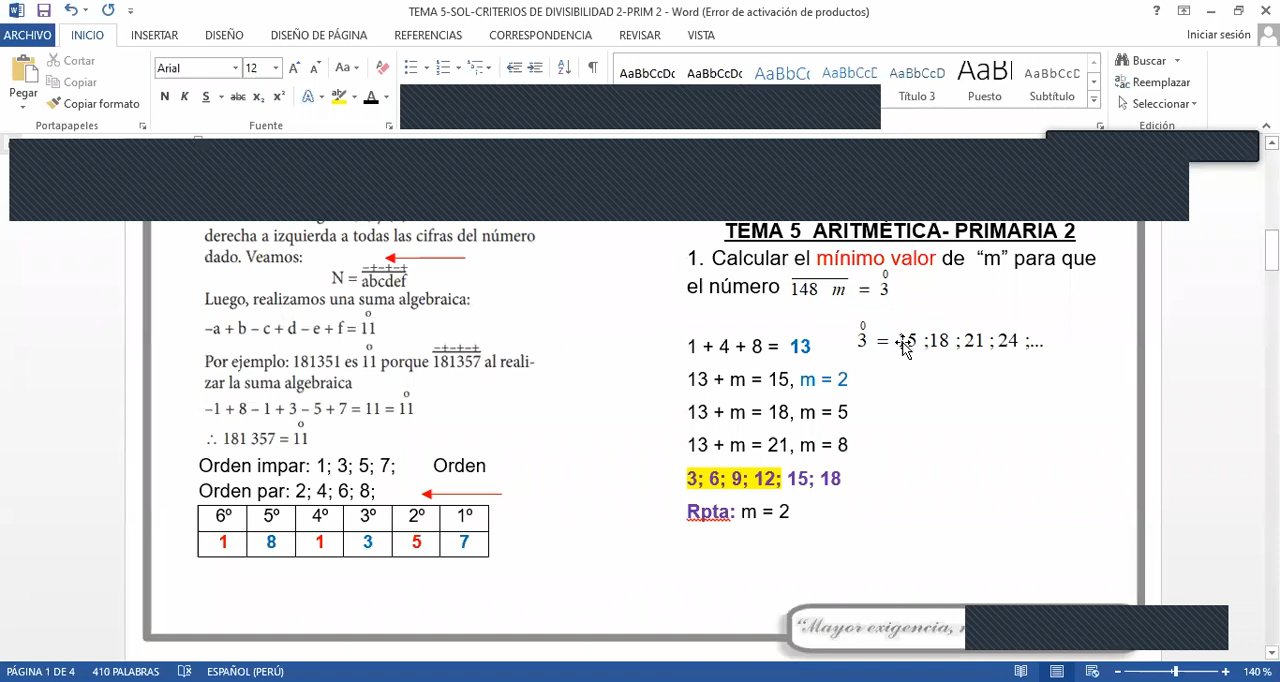 TEMA 5-SOL-CRITERIOS DE DIVISIBILIDAD 2-PRIM 2 - Word (Error de activación de productos)
ARCHIVO INICIO INSERTAR DISEÑO DISEÑO DE PÁGINA REFERENCIAS CORRESPONDENCIA REVISAR VISTA Iniciar sesión
Pegar
Cortar
Copiar
Copiar formato
Portapapeles
Arial 12
Fuente
AaBbCcDc AaBbCcDc AaBbCc AaBbCc AaBbCcD AaBl AaBbCcD
Título 3 Puesto Subtítulo
Buscar
Reemplazar
Seleccionar
Edición
derecha a izquierda a todas las cifras del número
dado. Veamos:
–+–+–+
N = abcdef
Luego, realizamos una suma algebraica:
o
–a + b – c + d – e + f = 11
Por ejemplo: 181351 es 11 porque 181357 al reali-
zar la suma algebraica
o
–1 + 8 – 1 + 3 – 5 + 7 = 11 = 11
o
∴ 181 357 = 11
Orden impar: 1; 3; 5; 7; Orden
Orden par: 2; 4; 6; 8;
6º 5º 4º 3º 2º 1º
1 8 1 3 5 7
TEMA 5 ARITMÉTICA- PRIMARIA 2
1. Calcular el mínimo valor de “m” para que
el número 148 m = 3
0
0
3 = 15 ;18 ; 21 ; 24 ;...
1 + 4 + 8 = 13
13 + m = 15, m = 2
13 + m = 18, m = 5
13 + m = 21, m = 8
3; 6; 9; 12; 15; 18
Rpta: m = 2
“Mayor exigencia,
PÁGINA 1 DE 4 410 PALABRAS ESPAÑOL (PERÚ) 140 %